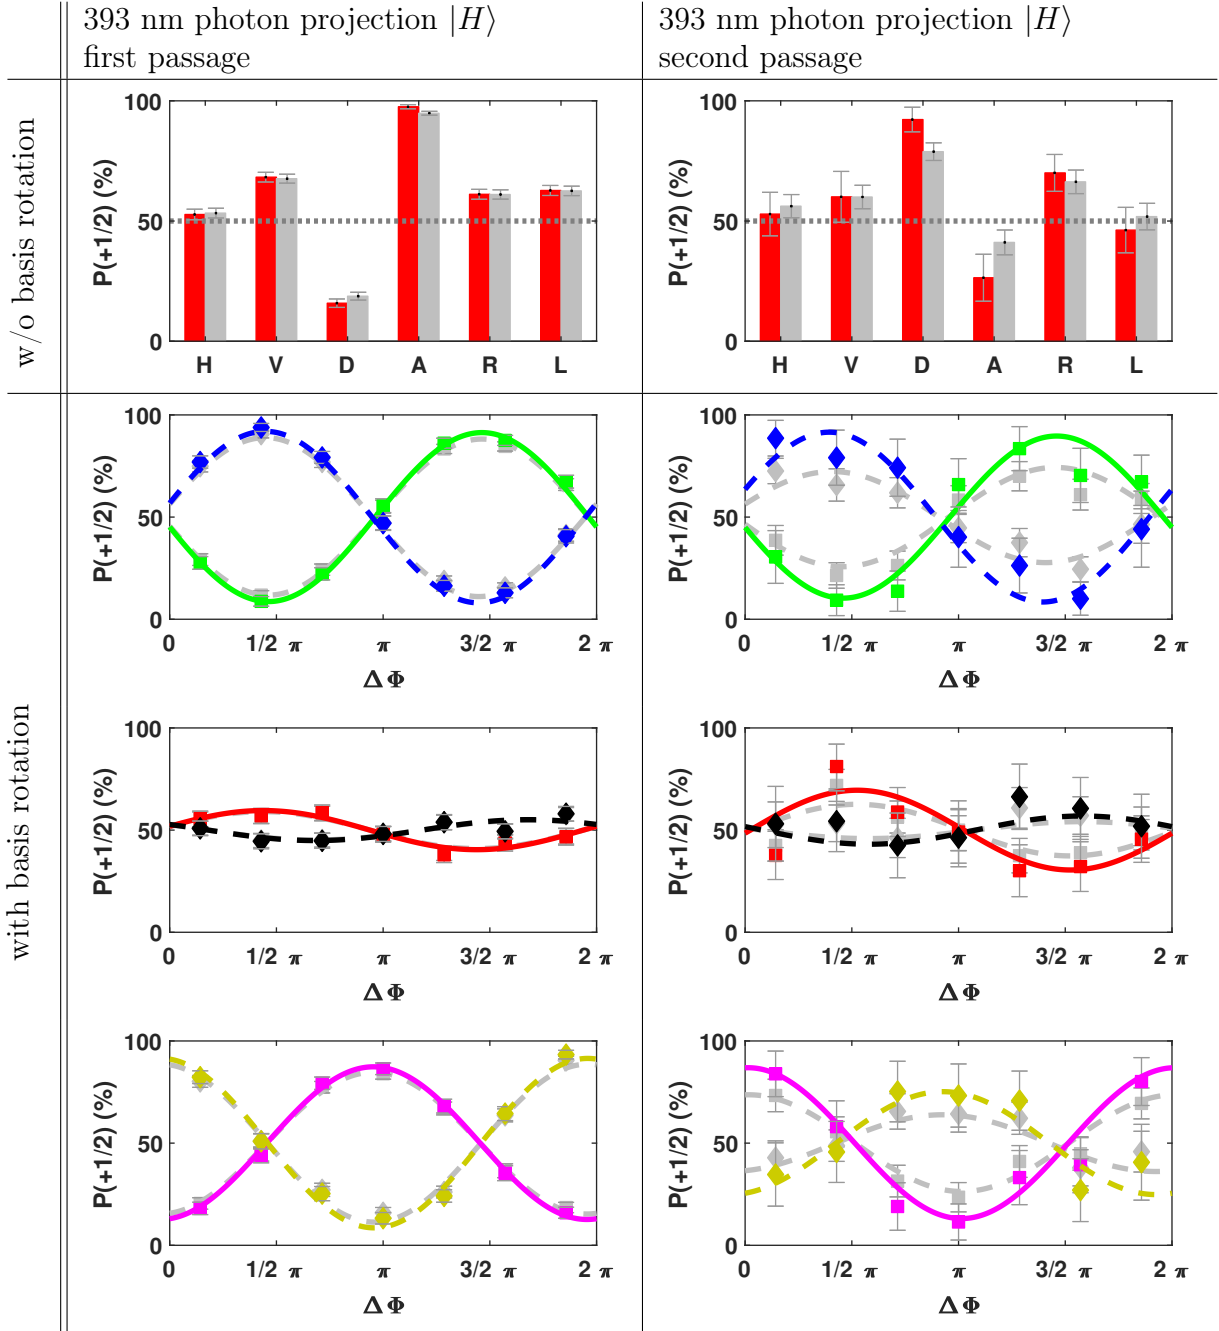 393 nm photon projection |H⟩
first passage
393 nm photon projection |H⟩
second passage
w/o basis rotation
100
50
0
P(+1/2) (%)
H V D A R L
100
50
0
P(+1/2) (%)
H V D A R L
with basis rotation
100
50
0
P(+1/2) (%)
0 1/2 π π 3/2 π 2 π
ΔΦ
100
50
0
P(+1/2) (%)
0 1/2 π π 3/2 π 2 π
ΔΦ
100
50
0
P(+1/2) (%)
0 1/2 π π 3/2 π 2 π
ΔΦ
100
50
0
P(+1/2) (%)
0 1/2 π π 3/2 π 2 π
ΔΦ
100
50
0
P(+1/2) (%)
0 1/2 π π 3/2 π 2 π
ΔΦ
100
50
0
P(+1/2) (%)
0 1/2 π π 3/2 π 2 π
ΔΦ